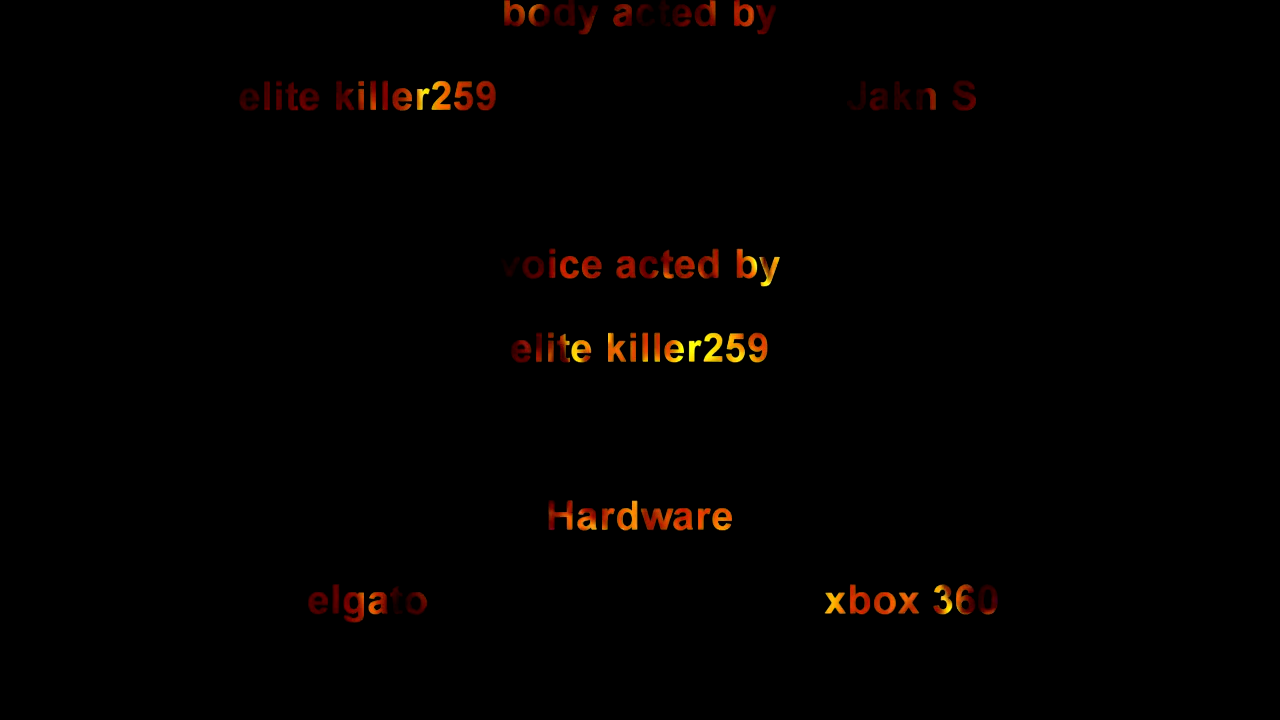 body acted by
elite killer259 Jakn S
voice acted by
elite killer259
Hardware
elgato xbox 360